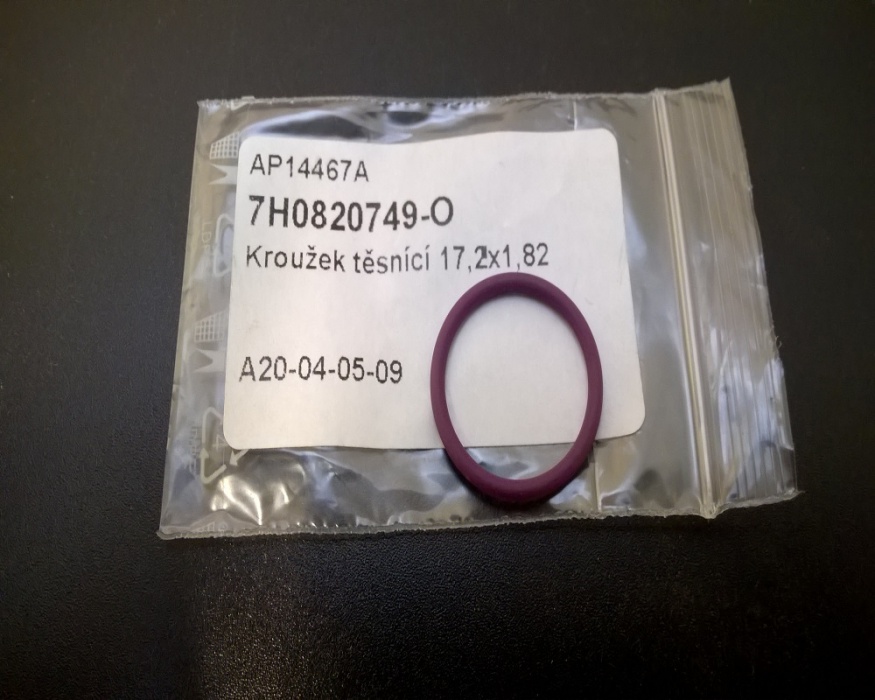 AP14467A
7H0820749-O
Kroužek těsnící 17,2x1,82
A20-04-05-09